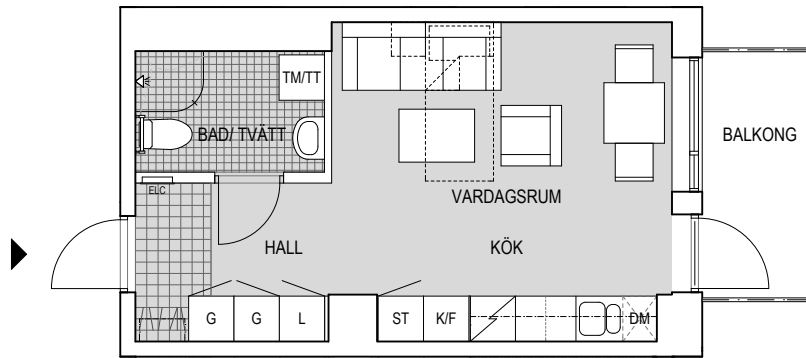 TM/TT
BAD/ TVÄTT
BALKONG
ELC
VARDAGSRUM
HALL
KÖK
G
G
L
ST
K/F
DM